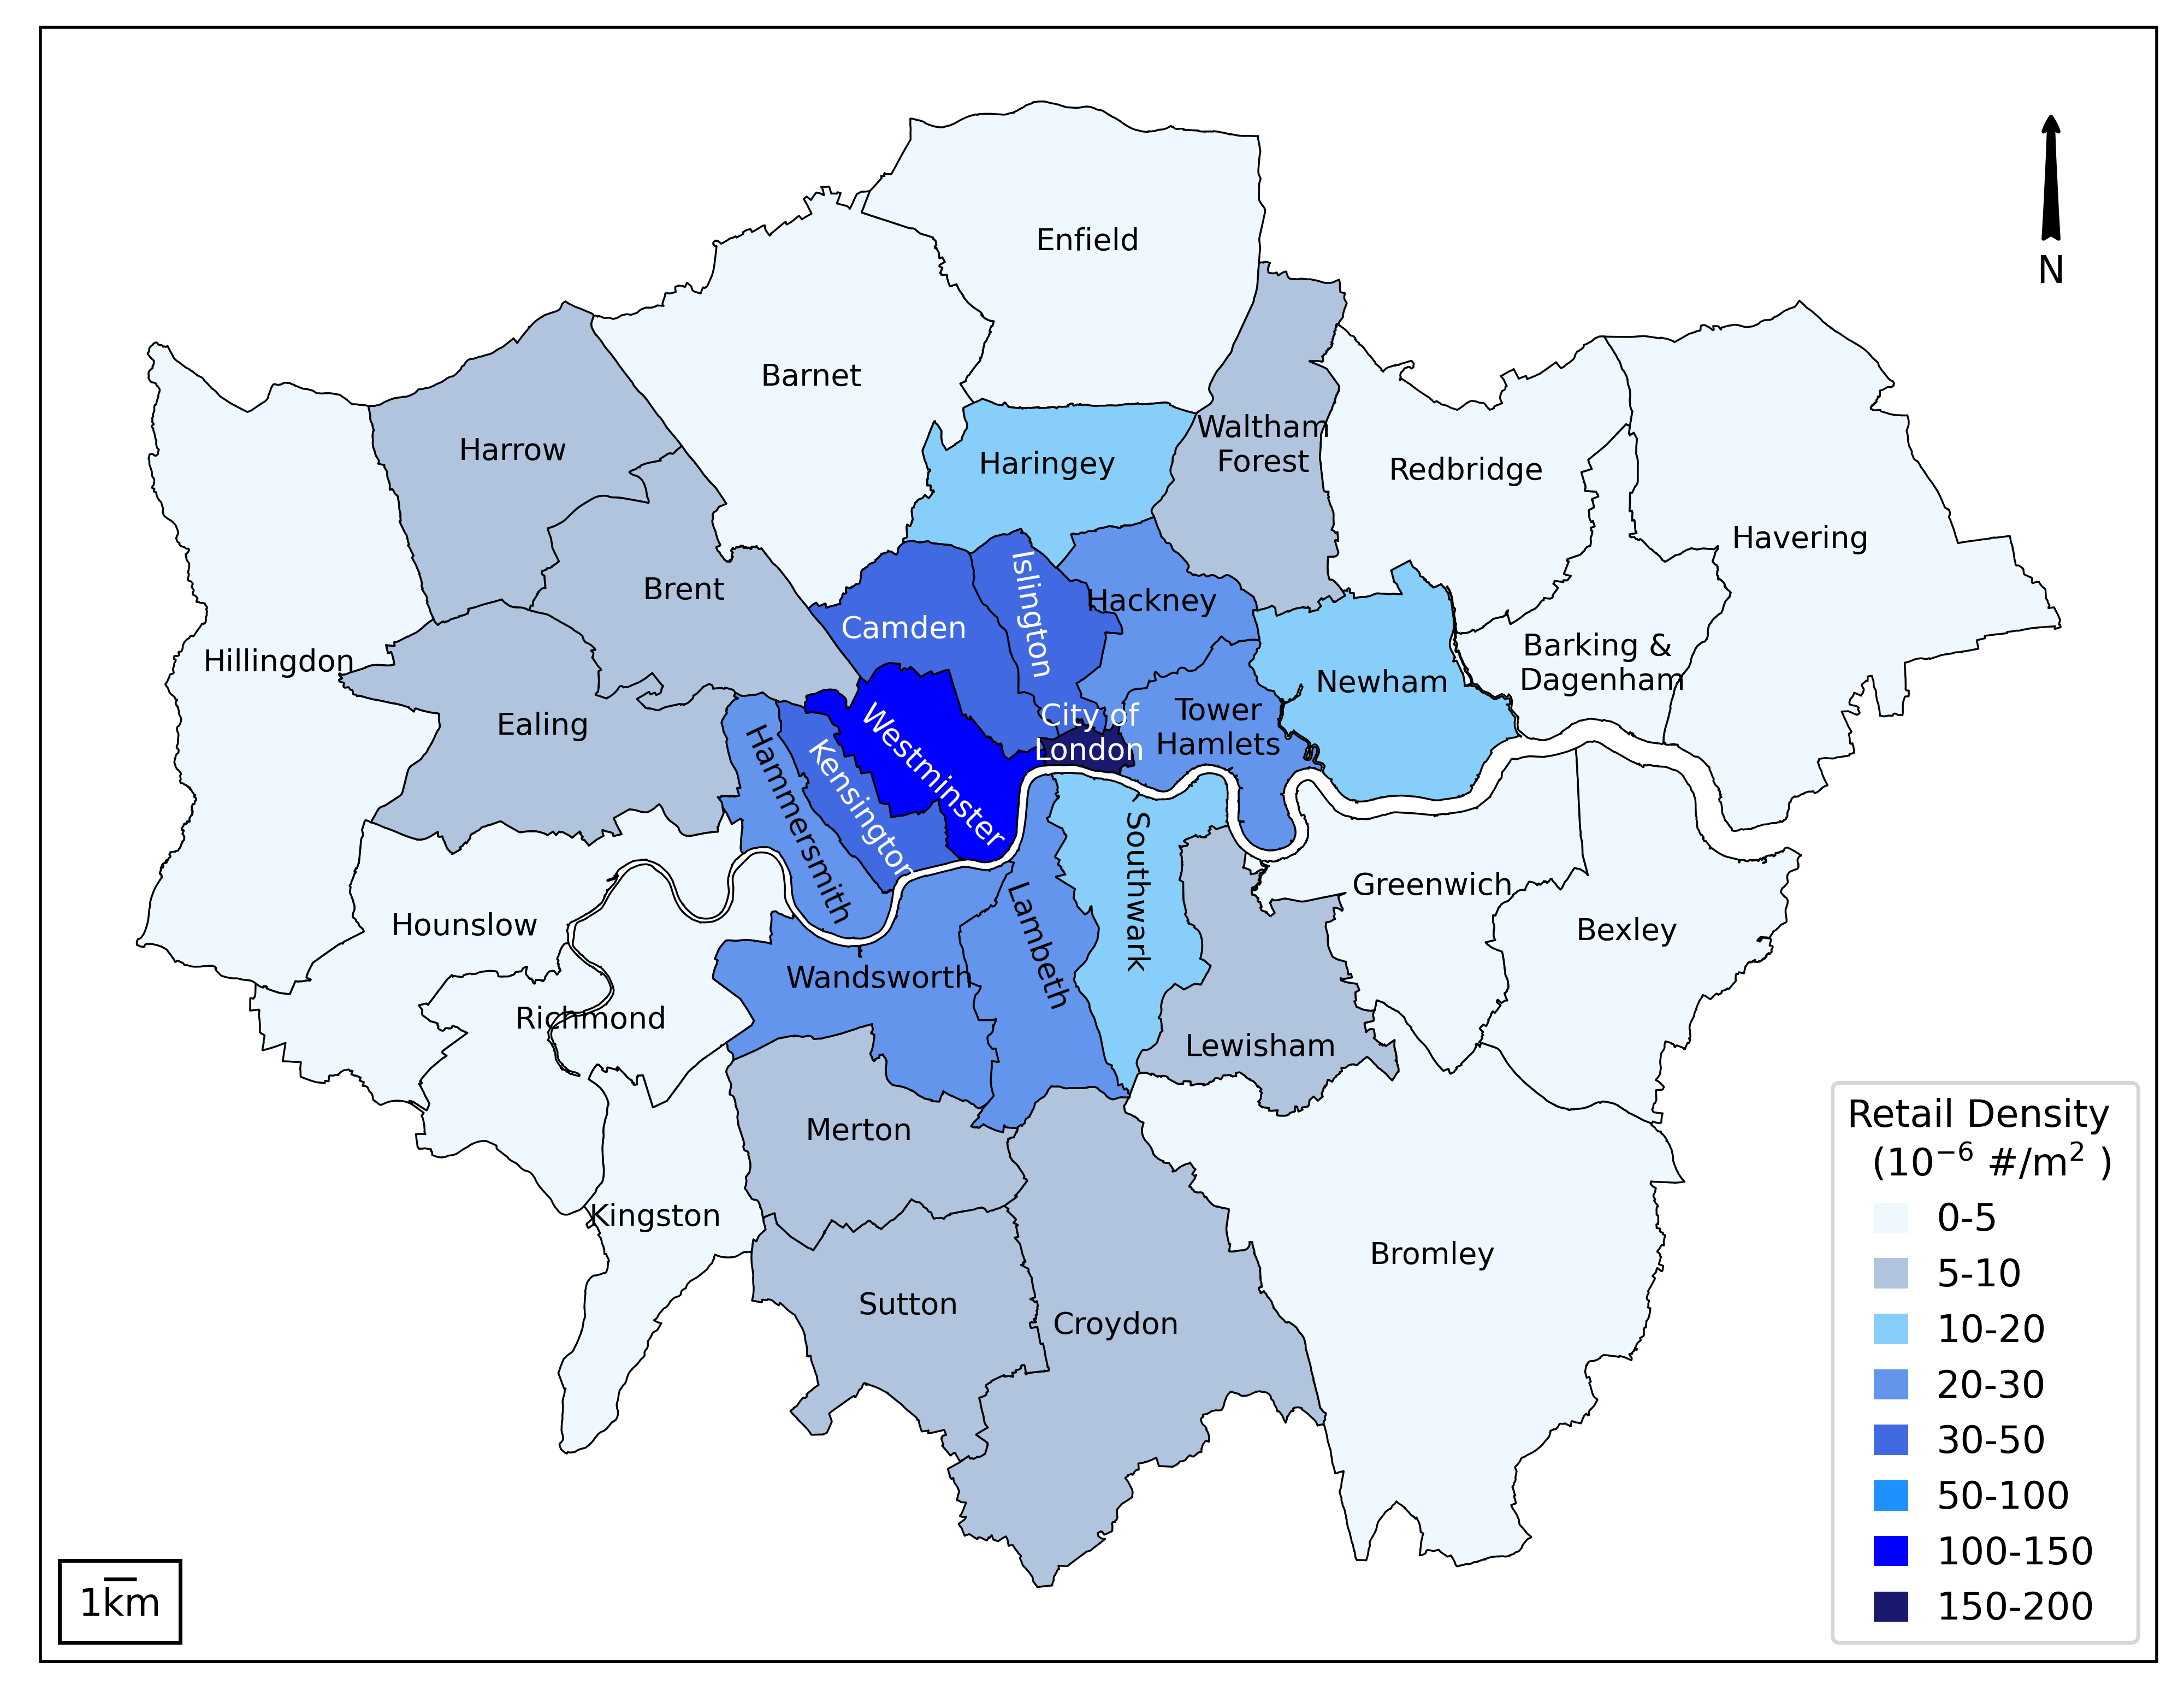 Enfield
N
Barnet
Harrow
Haringey
Waltham
Forest
Redbridge
Havering
Brent
Camden
Islington
Hackney
Hillingdon
Barking &
Dagenham
Newham
Ealing
City of
London
Tower
Hamlets
Westminster
Kensington
Hammersmith
Southwark
Greenwich
Hounslow
Bexley
Lambeth
Wandsworth
Richmond
Lewisham
Merton
Kingston
Bromley
Sutton
Croydon
Retail Density
(10⁻⁶ #/m² )
0-5
5-10
10-20
20-30
30-50
50-100
100-150
150-200
1km